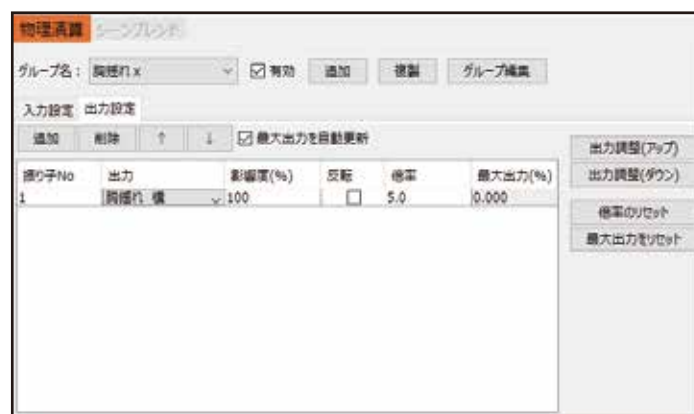 物理演算 シーンブレンド
グループ名： 胸揺れ x 有効 追加 複製 グループ編集
入力設定 出力設定
追加 削除 ↑ ↓ 最大出力を自動更新
出力調整(アップ)
振り子No 出力 影響度(%) 反転 倍率 最大出力(%)
出力調整(ダウン)
1 胸揺れ 横 100 5.0 0.000
倍率のリセット
最大出力をリセット